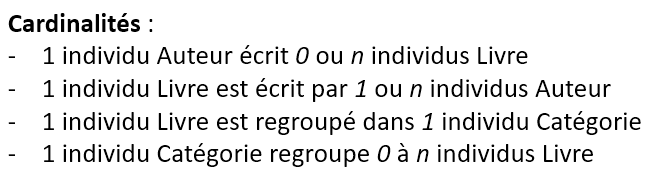 Cardinalités :
- 1 individu Auteur écrit 0 ou n individus Livre
- 1 individu Livre est écrit par 1 ou n individus Auteur
- 1 individu Livre est regroupé dans 1 individu Catégorie
- 1 individu Catégorie regroupe 0 à n individus Livre